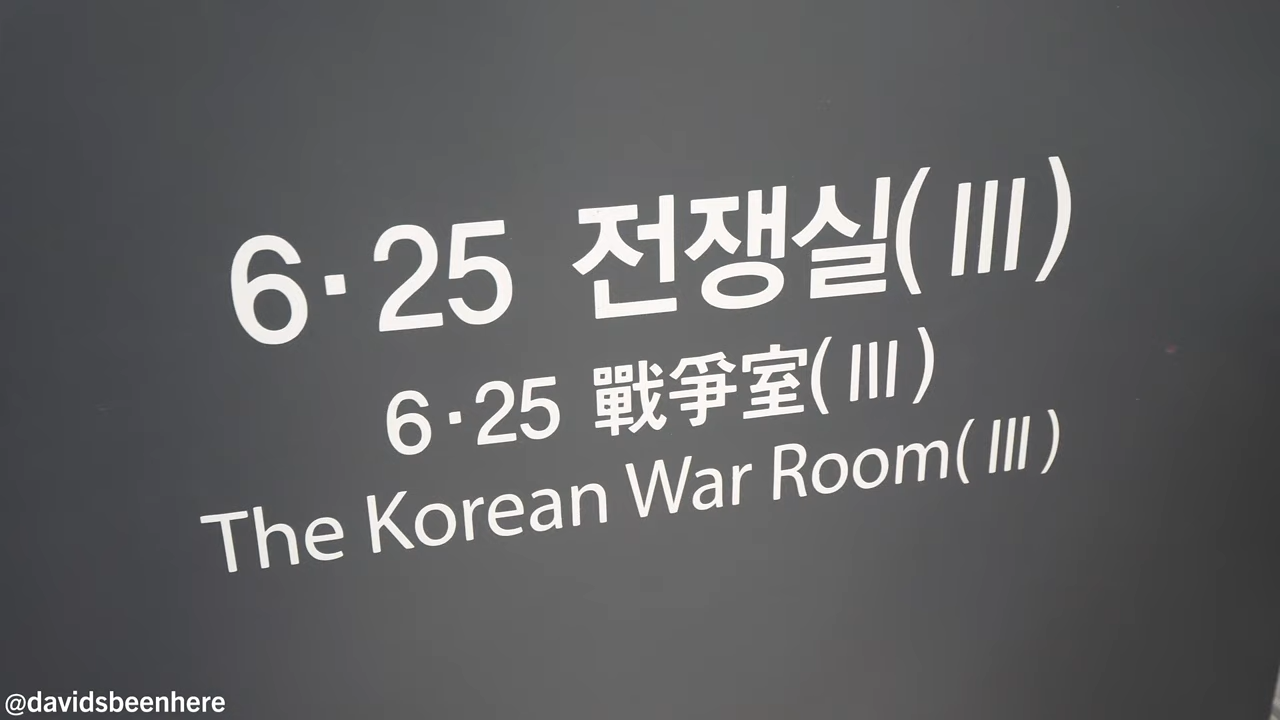 6·25 전쟁실(Ⅲ)
6·25 戰爭室(Ⅲ)
The Korean War Room(Ⅲ)
@davidsbeenhere